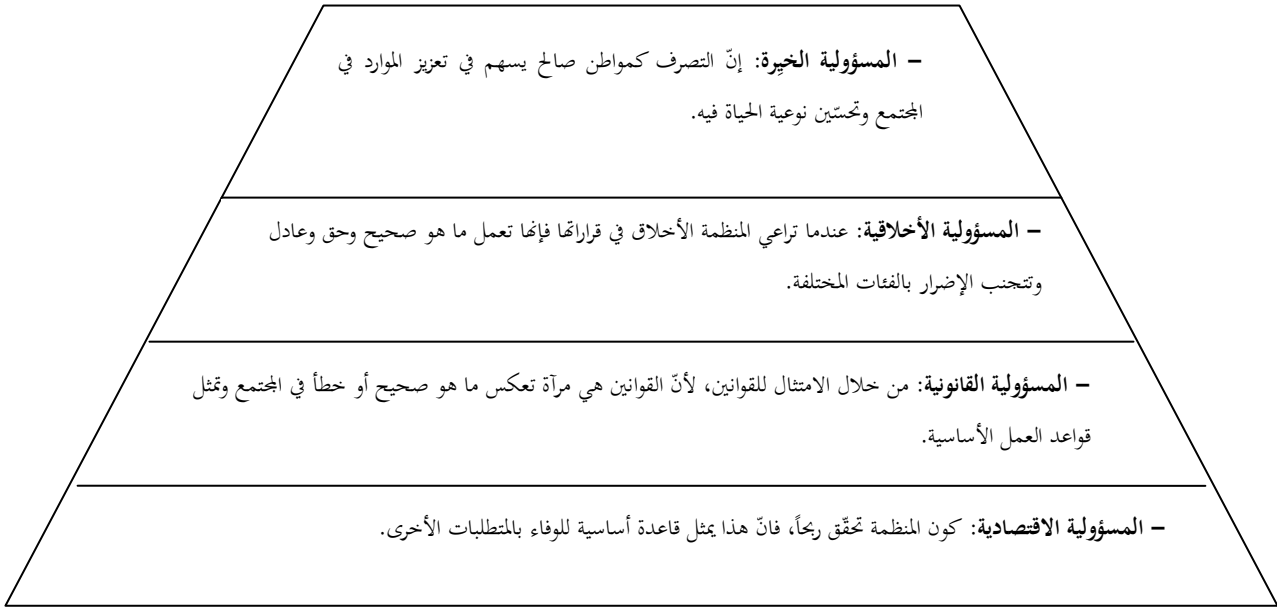 – المسؤولية الخيِرة: إنّ التصرف كمواطن صالح يسهم في تعزيز الموارد في
المجتمع وتحسّين نوعية الحياة فيه.
– المسؤولية الأخلاقية: عندما تراعي المنظمة الأخلاق في قراراتها فإنها تعمل ما هو صحيح وحق وعادل
وتتجنب الإضرار بالفئات المختلفة.
– المسؤولية القانونية: من خلال الامتثال للقوانين، لأنّ القوانين هي مرآة تعكس ما هو صحيح أو خطأ في المجتمع وتمثل
قواعد العمل الأساسية.
– المسؤولية الاقتصادية: كون المنظمة تحقّق ربحاً، فانّ هذا يمثل قاعدة أساسية للوفاء بالمتطلبات الأخرى.